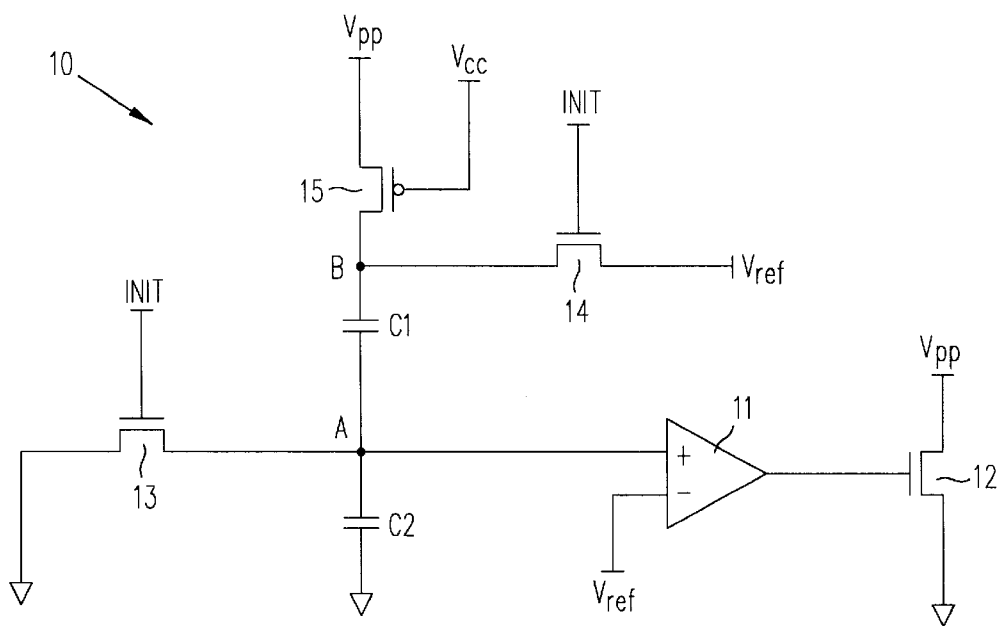 10
Vpp
Vcc
15
INIT
B
14
Vref
INIT
C1
13
A
11
+
−
Vpp
12
C2
Vref